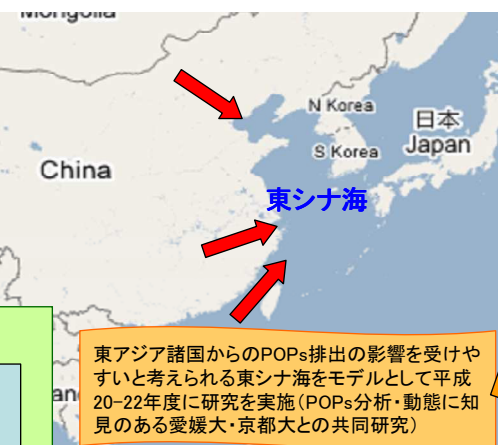 Mongolia
N Korea
日本
S Korea
Japan
China
東シナ海
東アジア諸国からのPOPs排出の影響を受けや
すいと考えられる東シナ海をモデルとして平成
20-22年度に研究を実施(POPs分析・動態に知
見のある愛媛大・京都大との共同研究)